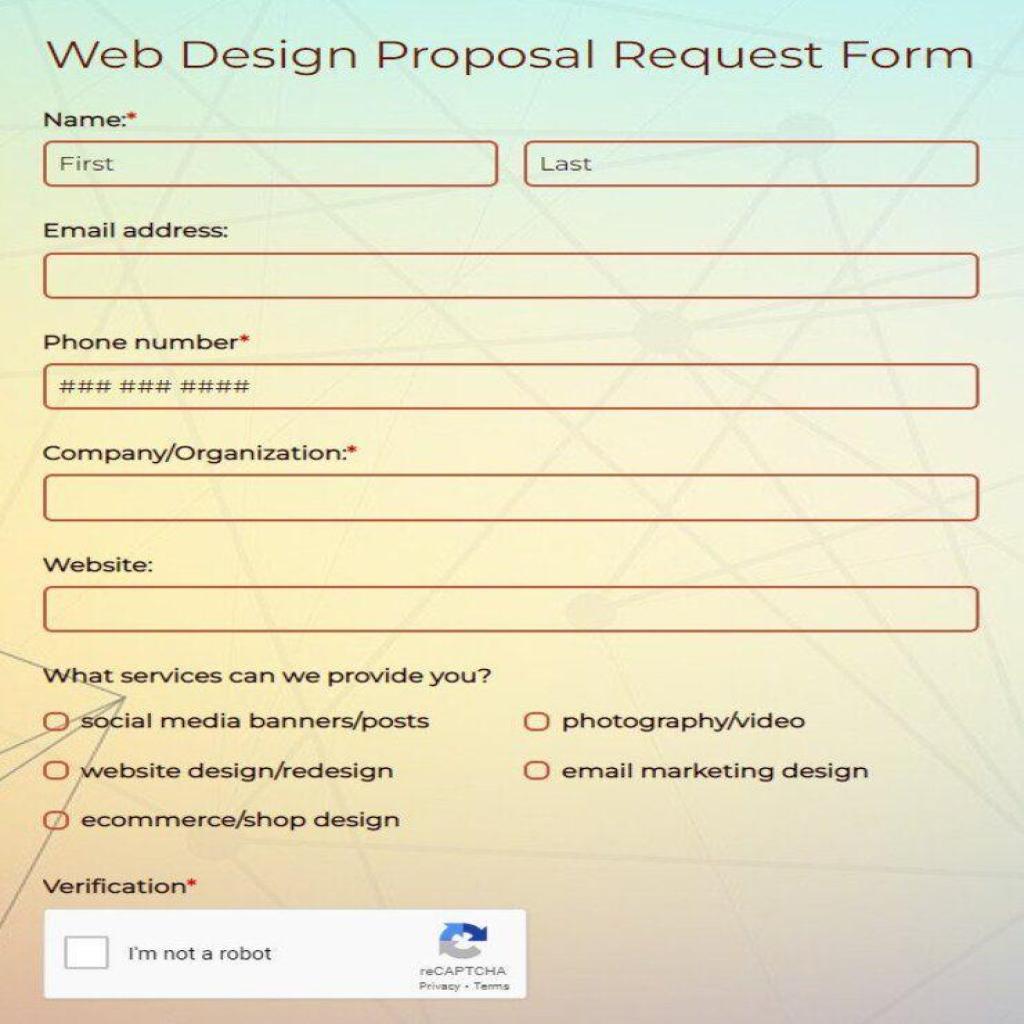 Web Design Proposal Request Form
Name:*
First Last
Email address:
Phone number*
### ### ####
Company/Organization:*
Website:
What services can we provide you?
social media banners/posts photography/video
website design/redesign email marketing design
ecommerce/shop design
Verification*
I'm not a robot
reCAPTCHA
Privacy • Terms